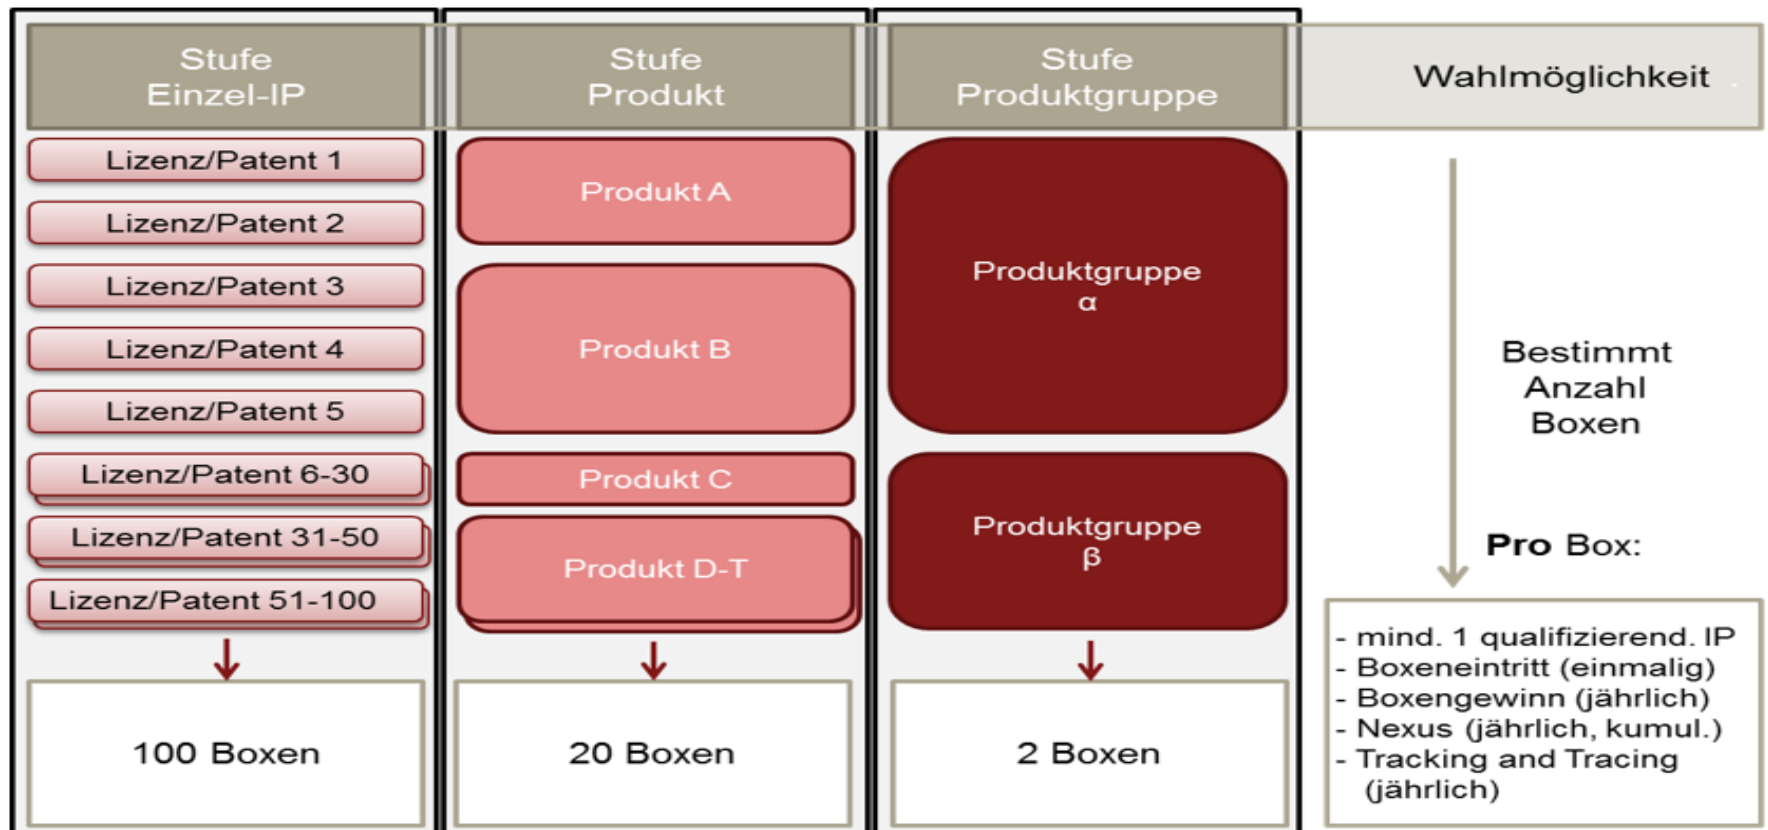 Stufe
Einzel-IP
Stufe
Produkt
Stufe
Produktgruppe
Wahlmöglichkeit
Lizenz/Patent 1
Lizenz/Patent 2
Lizenz/Patent 3
Lizenz/Patent 4
Lizenz/Patent 5
Lizenz/Patent 6-30
Lizenz/Patent 31-50
Lizenz/Patent 51-100
100 Boxen
Produkt A
Produkt B
Produkt C
Produkt D-T
20 Boxen
Produktgruppe
α
Produktgruppe
β
2 Boxen
Bestimmt
Anzahl
Boxen
Pro Box:
- mind. 1 qualifizierend. IP
- Boxeneintritt (einmalig)
- Boxengewinn (jährlich)
- Nexus (jährlich, kumul.)
- Tracking and Tracing
(jährlich)